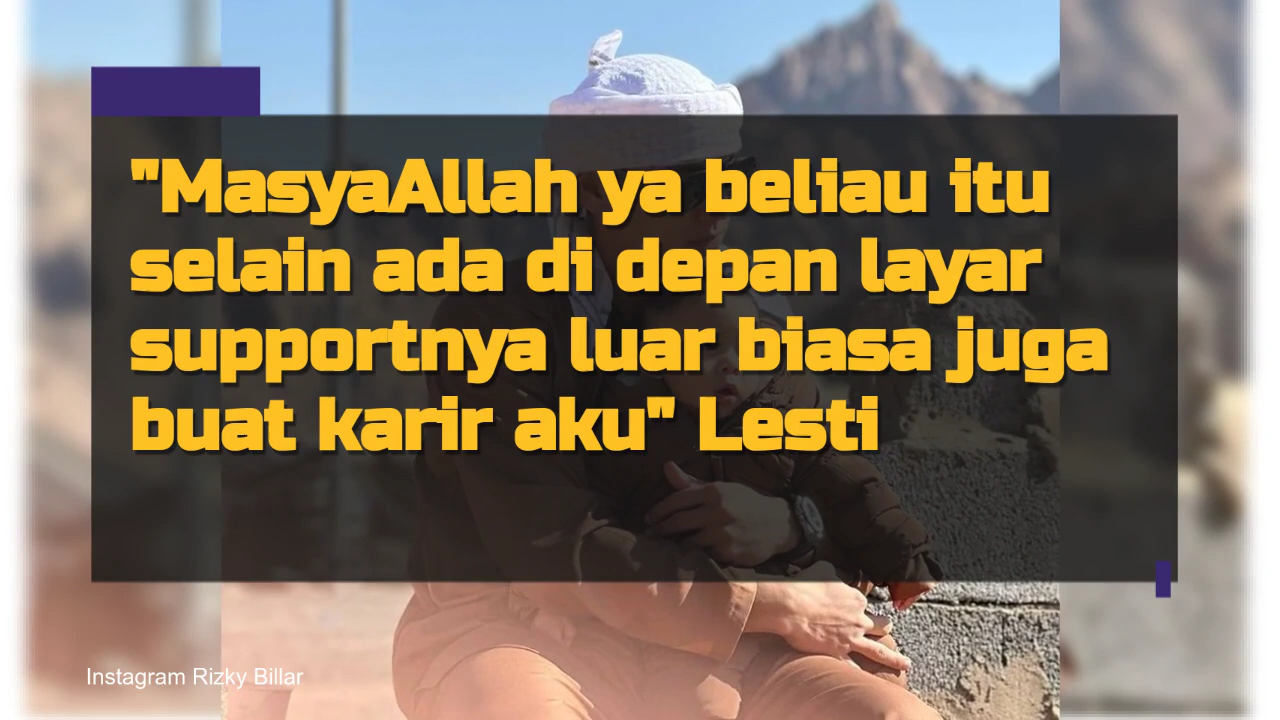 "MasyaAllah ya beliau itu
selain ada di depan layar
supportnya luar biasa juga
buat karir aku" Lesti
Instagram Rizky Billar